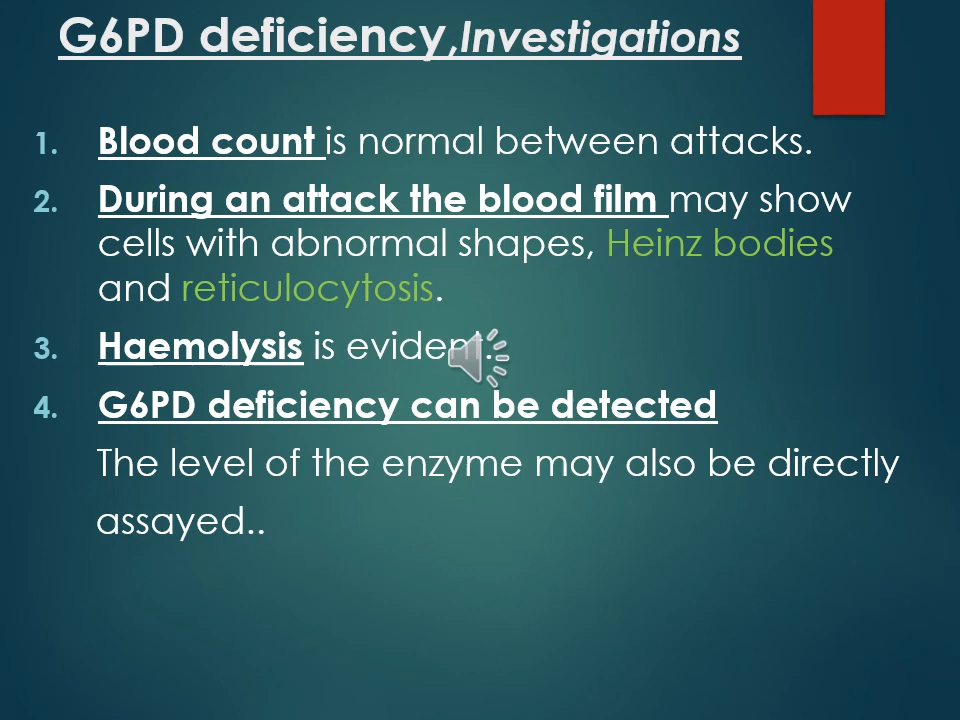 G6PD deficiency,Investigations
1. Blood count is normal between attacks.
2. During an attack the blood film may show
cells with abnormal shapes, Heinz bodies
and reticulocytosis.
3. Haemolysis is evident.
4. G6PD deficiency can be detected
The level of the enzyme may also be directly
assayed..